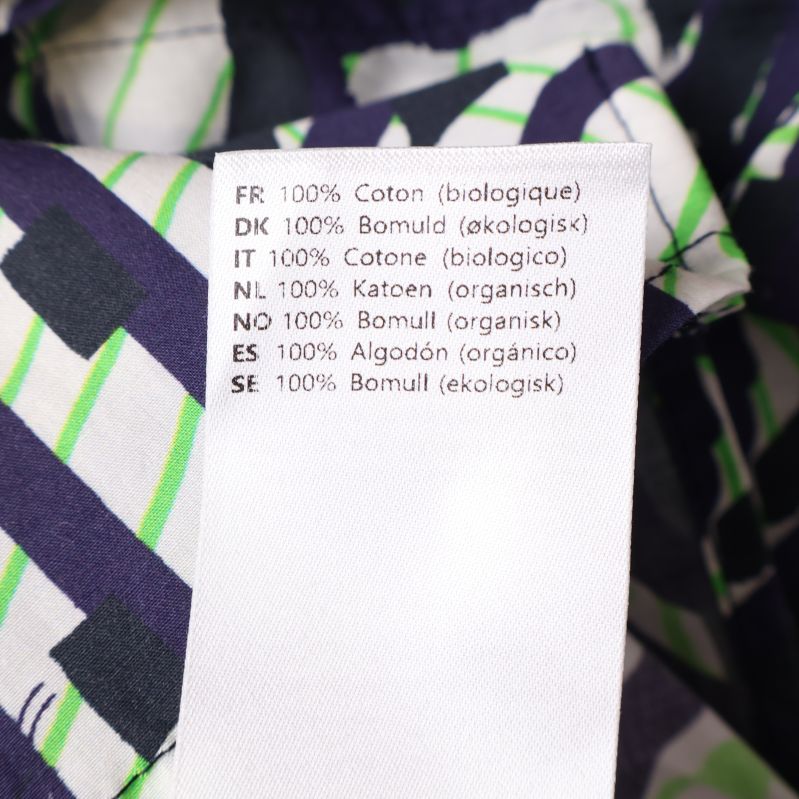 FR 100% Coton (biologique)
DK 100% Bomuld (økologisk)
IT 100% Cotone (biologico)
NL 100% Katoen (organisch)
NO 100% Bomull (organisk)
ES 100% Algodón (orgánico)
SE 100% Bomull (ekologisk)